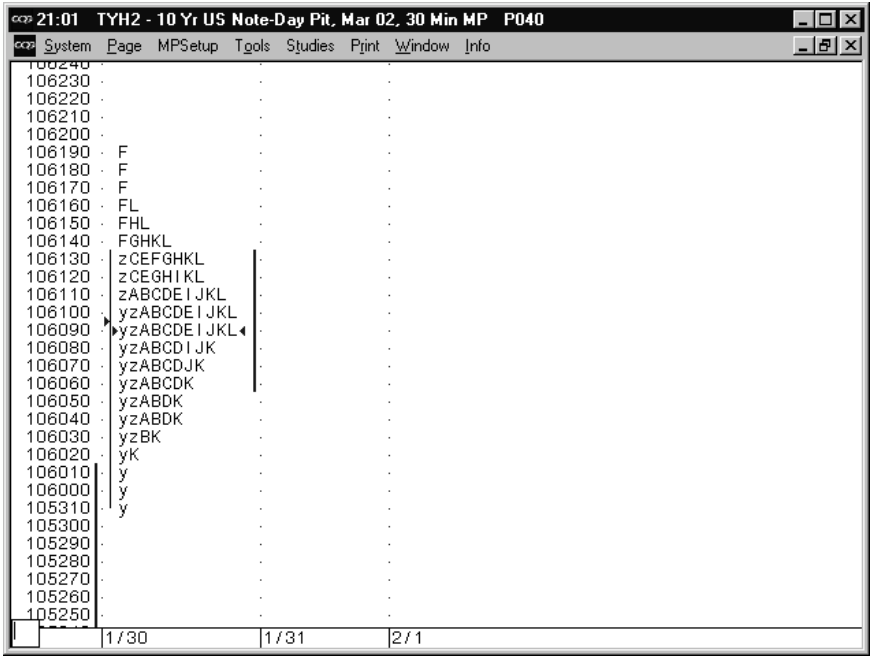 CQG 21:01 TYH2 - 10 Yr US Note-Day Pit, Mar 02, 30 Min MP P040
CQG System Page MPSetup Tools Studies Print Window Info
106240
106230
106220
106210
106200
106190 F
106180 F
106170 F
106160 FL
106150 FHL
106140 FGHKL
106130 zCEFGHKL
106120 zCEGHIKL
106110 zABCDEIJKL
106100 yzABCDEIJKL
106090 yzABCDEIJKL
106080 yzABCDIJK
106070 yzABCDJK
106060 yzABCDK
106050 yzABDK
106040 yzABDK
106030 yzBK
106020 yK
106010 y
106000 y
105310 y
105300
105290
105280
105270
105260
105250
1/30 1/31 2/1